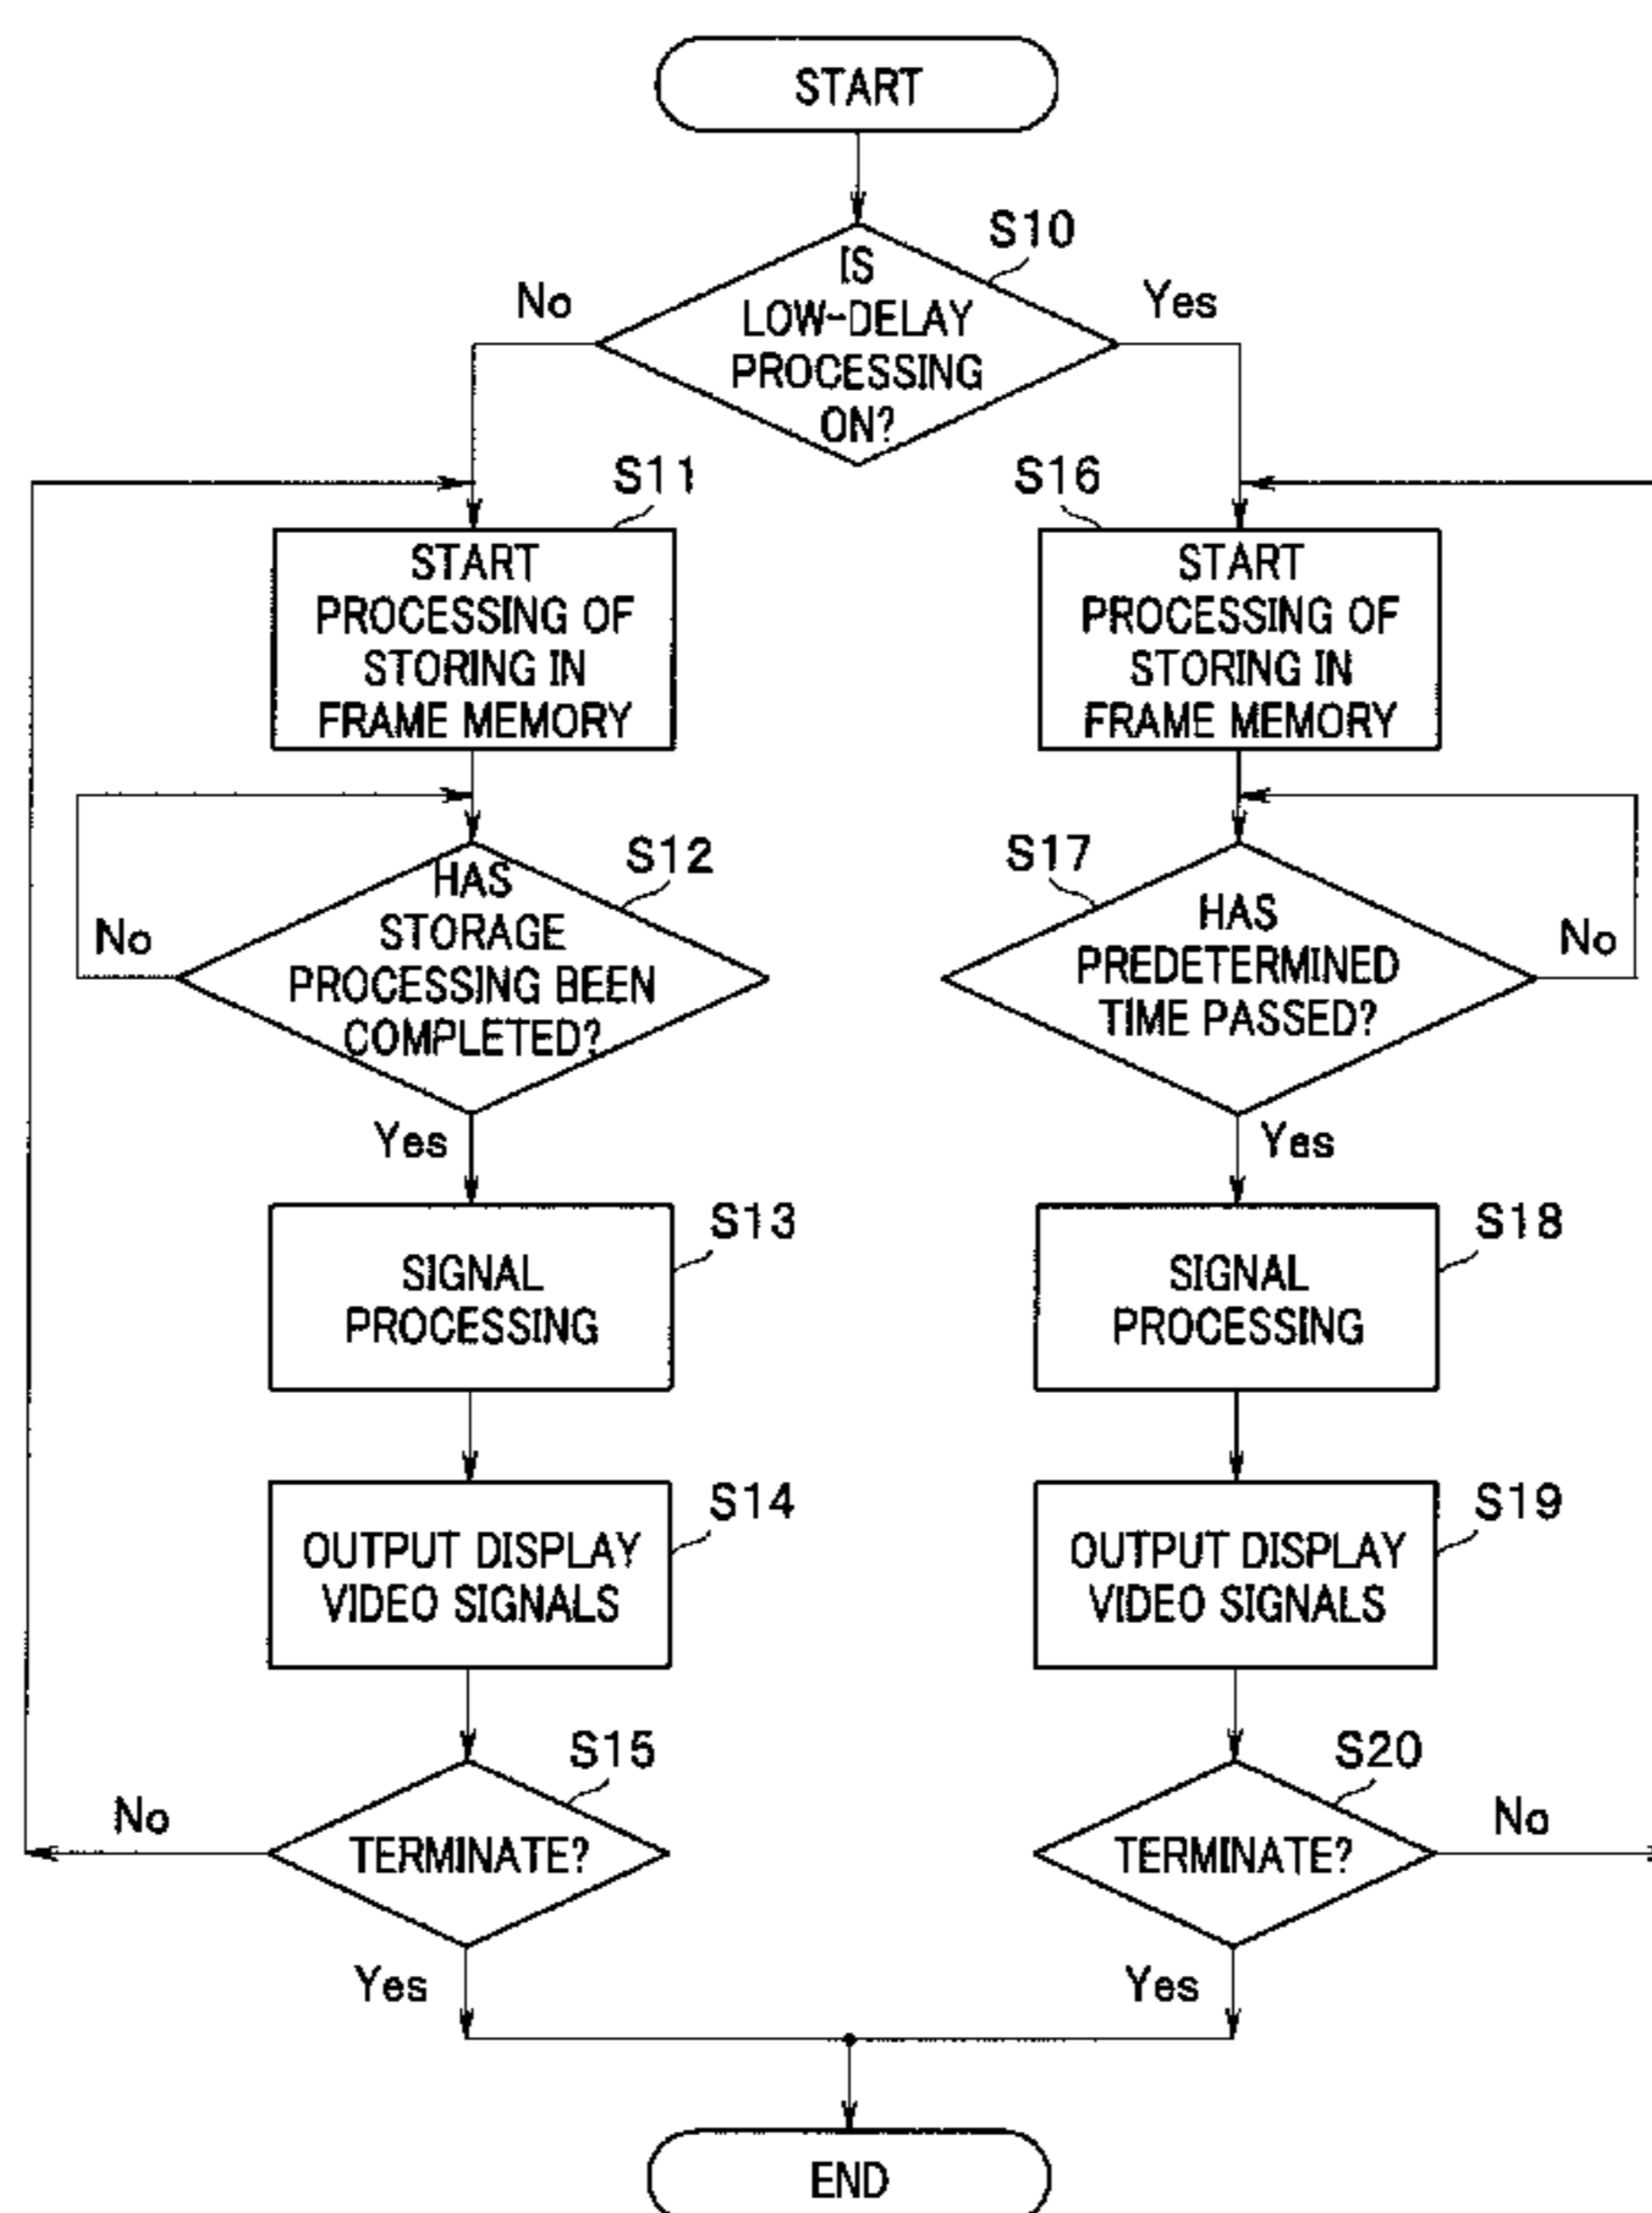 START
S10
IS
LOW-DELAY
PROCESSING
ON?
No
Yes
S11
START
PROCESSING OF
STORING IN
FRAME MEMORY
S16
START
PROCESSING OF
STORING IN
FRAME MEMORY
S12
HAS
STORAGE
PROCESSING BEEN
COMPLETED?
No
Yes
S17
HAS
PREDETERMINED
TIME PASSED?
No
Yes
S13
SIGNAL
PROCESSING
S18
SIGNAL
PROCESSING
S14
OUTPUT DISPLAY
VIDEO SIGNALS
S19
OUTPUT DISPLAY
VIDEO SIGNALS
S15
TERMINATE?
No
Yes
S20
TERMINATE?
No
Yes
END